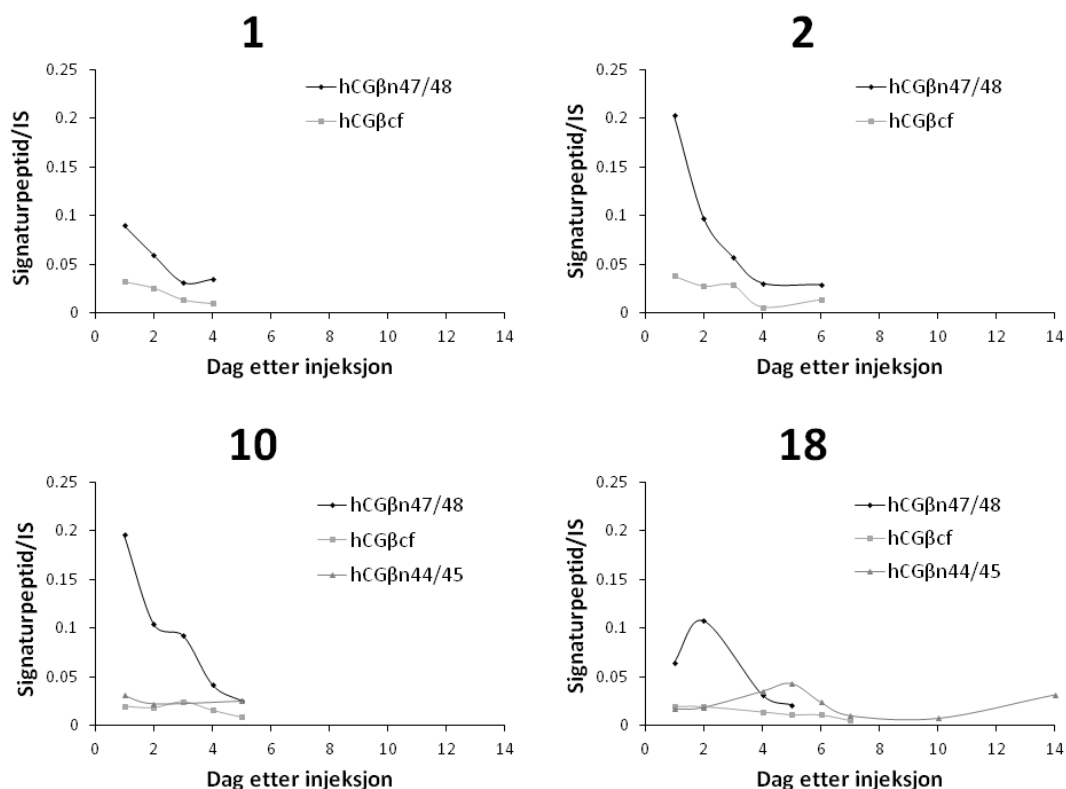 1
0.25
0.2
0.15
0.1
0.05
0
Signaturpeptid/IS
hCGβn47/48
hCGβcf
0 2 4 6 8 10 12 14
Dag etter injeksjon
2
0.25
0.2
0.15
0.1
0.05
0
Signaturpeptid/IS
hCGβn47/48
hCGβcf
0 2 4 6 8 10 12 14
Dag etter injeksjon
10
0.25
0.2
0.15
0.1
0.05
0
Signaturpeptid/IS
hCGβn47/48
hCGβcf
hCGβn44/45
0 2 4 6 8 10 12 14
Dag etter injeksjon
18
0.25
0.2
0.15
0.1
0.05
0
Signaturpeptid/IS
hCGβn47/48
hCGβcf
hCGβn44/45
0 2 4 6 8 10 12 14
Dag etter injeksjon